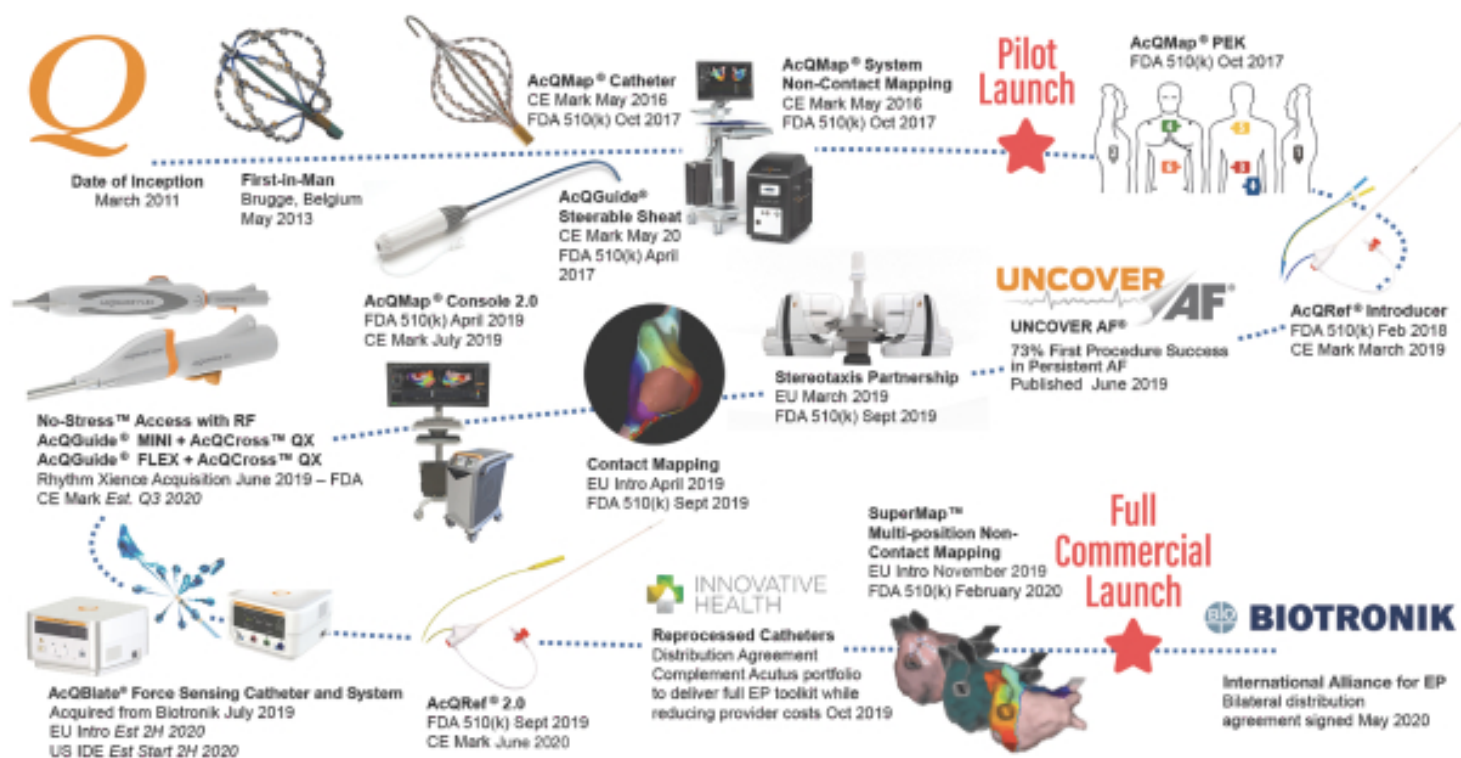 Q
Date of Inception
March 2011
First-in-Man
Brugge, Belgium
May 2013
AcQMap® Catheter
CE Mark May 2016
FDA 510(k) Oct 2017
AcQGuide®
Steerable Sheat
CE Mark May 20
FDA 510(k) April
2017
AcQMap® System
Non-Contact Mapping
CE Mark May 2016
FDA 510(k) Oct 2017
Pilot
Launch
AcQMap® PEK
FDA 510(k) Oct 2017
AcQRef® Introducer
FDA 510(k) Feb 2018
CE Mark March 2019
UNCOVER
AF®
UNCOVER AF®
73% First Procedure Success
in Persistent AF
Published June 2019
Stereotaxis Partnership
EU March 2019
FDA 510(k) Sept 2019
Contact Mapping
EU Intro April 2019
FDA 510(k) Sept 2019
AcQMap® Console 2.0
FDA 510(k) April 2019
CE Mark July 2019
No-Stress™ Access with RF
AcQGuide® MINI + AcQCross™ QX
AcQGuide® FLEX + AcQCross™ QX
Rhythm Xience Acquisition June 2019 – FDA
CE Mark Est. Q3 2020
AcQBlate® Force Sensing Catheter and System
Acquired from Biotronik July 2019
EU Intro Est 2H 2020
US IDE Est Start 2H 2020
AcQRef® 2.0
FDA 510(k) Sept 2019
CE Mark June 2020
INNOVATIVE
HEALTH
Reprocessed Catheters
Distribution Agreement
Complement Acutus portfolio
to deliver full EP toolkit while
reducing provider costs Oct 2019
SuperMap™
Multi-position Non-
Contact Mapping
EU Intro November 2019
FDA 510(k) February 2020
Full
Commercial
Launch
BIO BIOTRONIK
International Alliance for EP
Bilateral distribution
agreement signed May 2020